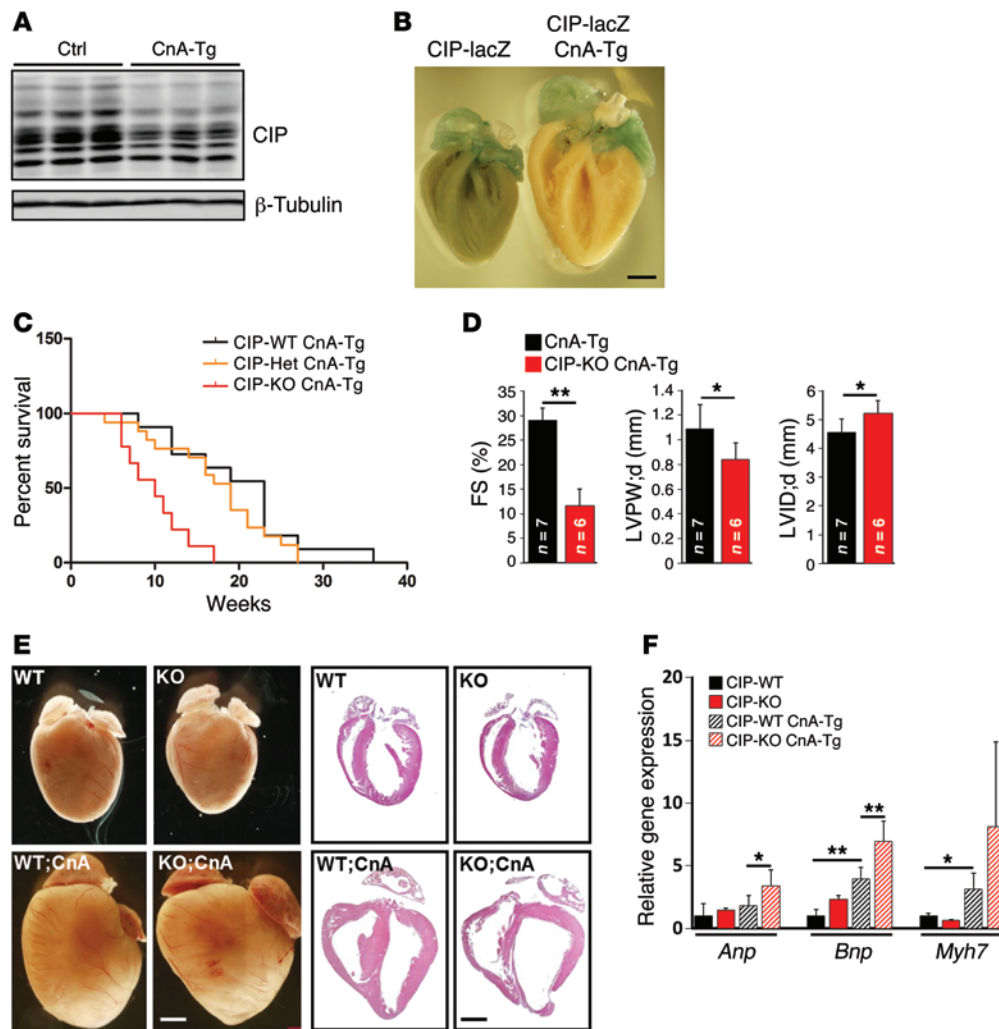 A
Ctrl CnA-Tg
CIP
β-Tubulin
B
CIP-lacZ
CIP-lacZ
CnA-Tg
C
CIP-WT CnA-Tg
CIP-Het CnA-Tg
CIP-KO CnA-Tg
Percent survival
150
100
50
0
0 10 20 30 40
Weeks
D
CnA-Tg
CIP-KO CnA-Tg
FS (%)
35
30
25
20
15
10
5
0
**
n = 7
n = 6
LVPW;d (mm)
1.4
1.2
1
0.8
0.6
0.4
0.2
0
*
n = 7
n = 6
LVID;d (mm)
6
5
4
3
2
1
0
*
n = 7
n = 6
E
WT KO WT KO
WT;CnA KO;CnA WT;CnA KO;CnA
F
CIP-WT
CIP-KO
CIP-WT CnA-Tg
CIP-KO CnA-Tg
Relative gene expression
20
15
10
5
0
*
**
**
*
Anp Bnp Myh7